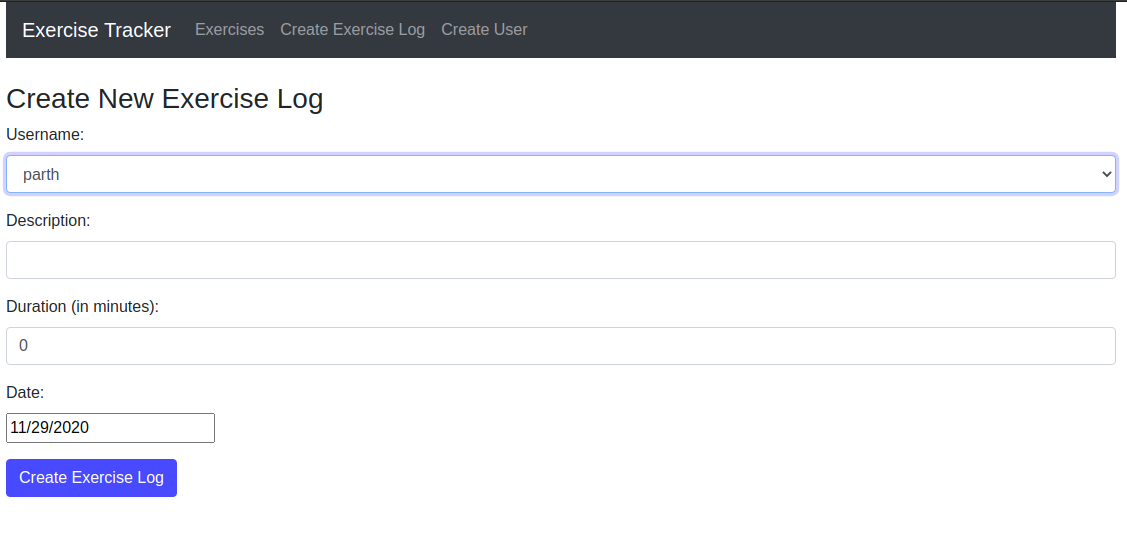 Exercise Tracker Exercises Create Exercise Log Create User
Create New Exercise Log
Username:
parth
Description:
Duration (in minutes):
0
Date:
11/29/2020
Create Exercise Log